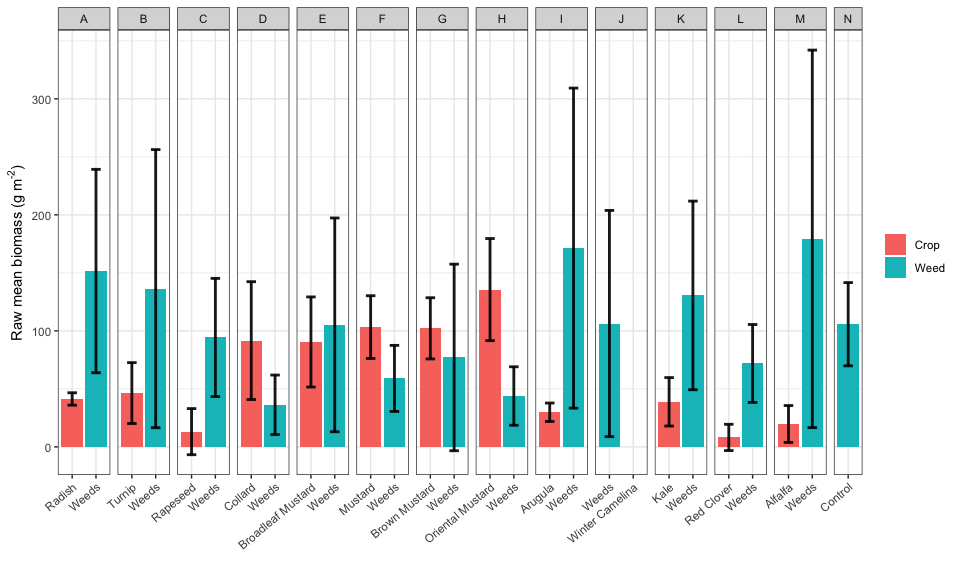 A B C D E F G H I J K L M N
Raw mean biomass (g m⁻²)
300
200
100
0
Crop
Weed
Radish Weeds Turnip Weeds Rapeseed Weeds Collard Weeds Broadleaf Mustard Weeds Mustard Weeds Brown Mustard Weeds Oriental Mustard Weeds Arugula Weeds Weeds Winter Camelina Kale Weeds Red Clover Weeds Alfalfa Weeds Control